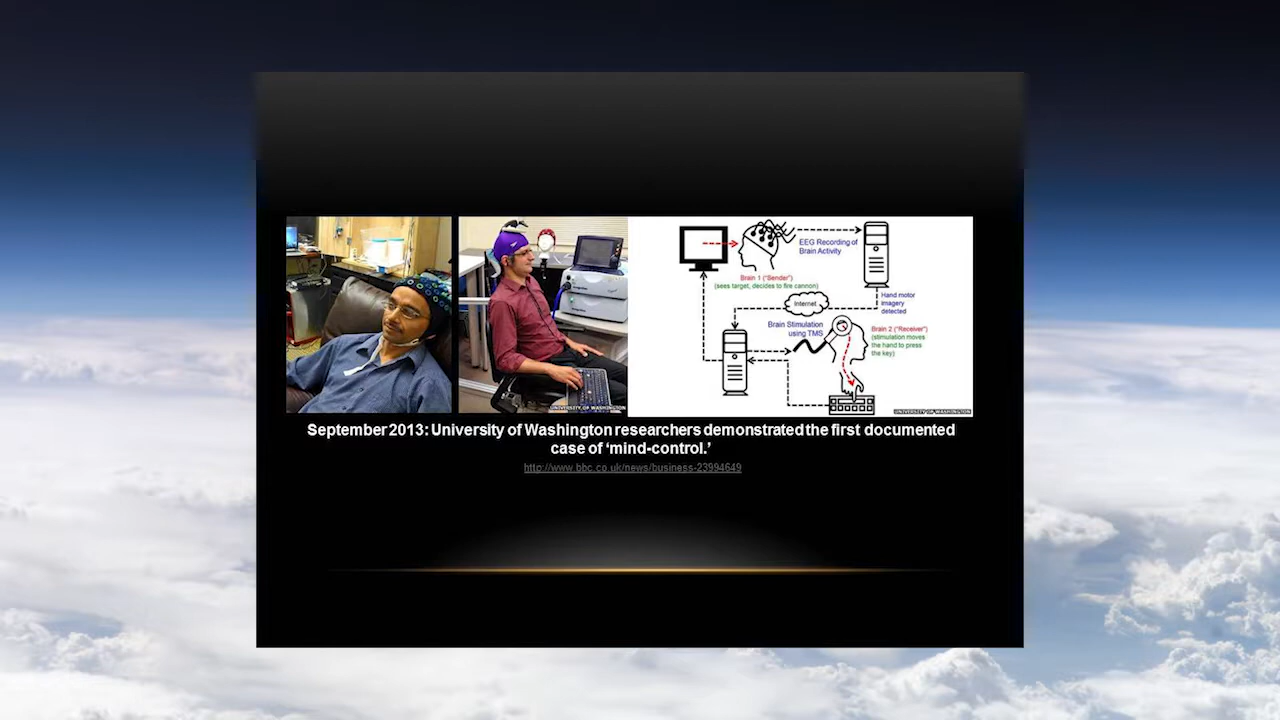 EEG Recording of
Brain Activity
Brain 1 ("Sender")
(sees target, decides to fire cannon)
Internet
Hand motor
imagery
detected
Brain Stimulation
using TMS
Brain 2 ("Receiver")
(stimulation moves
the hand to press
the key)
UNIVERSITY OF WASHINGTON
UNIVERSITY OF WASHINGTON
September 2013: University of Washington researchers demonstrated the first documented
case of ‘mind-control.’
http://www.bbc.co.uk/news/business-23994649